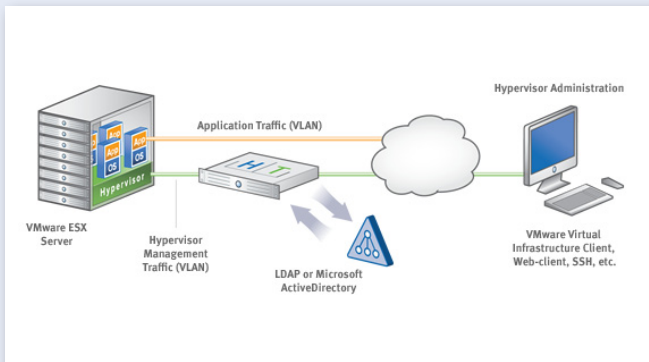 Hypervisor Administration
Application Traffic (VLAN)
App
App
App
OS
OS
Hypervisor
H T
VMware ESX
Server
Hypervisor
Management
Traffic (VLAN)
LDAP or Microsoft
ActiveDirectory
VMware Virtual
Infrastructure Client,
Web-client, SSH, etc.